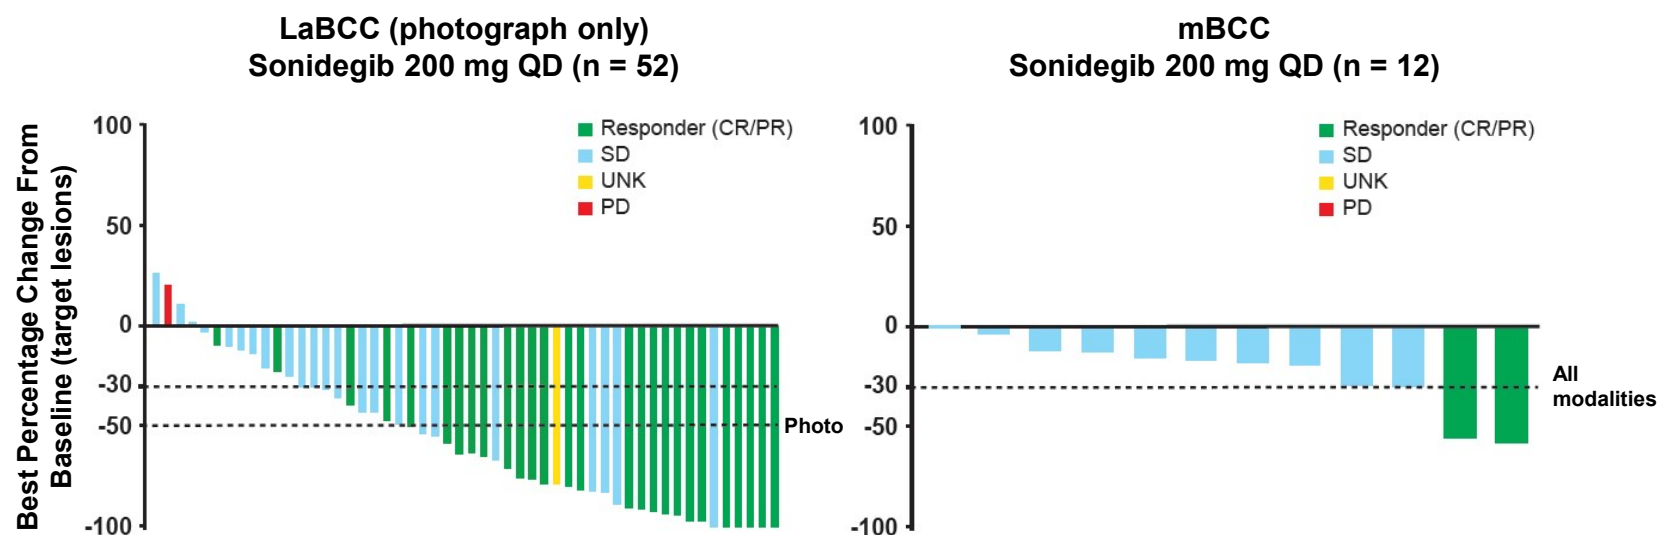 LaBCC (photograph only)
Sonidegib 200 mg QD (n = 52)
Best Percentage Change From
Baseline (target lesions)
100
50
0
-30
-50
-100
Responder (CR/PR)
SD
UNK
PD
Photo
mBCC
Sonidegib 200 mg QD (n = 12)
100
50
0
-30
-50
-100
Responder (CR/PR)
SD
UNK
PD
All
modalities